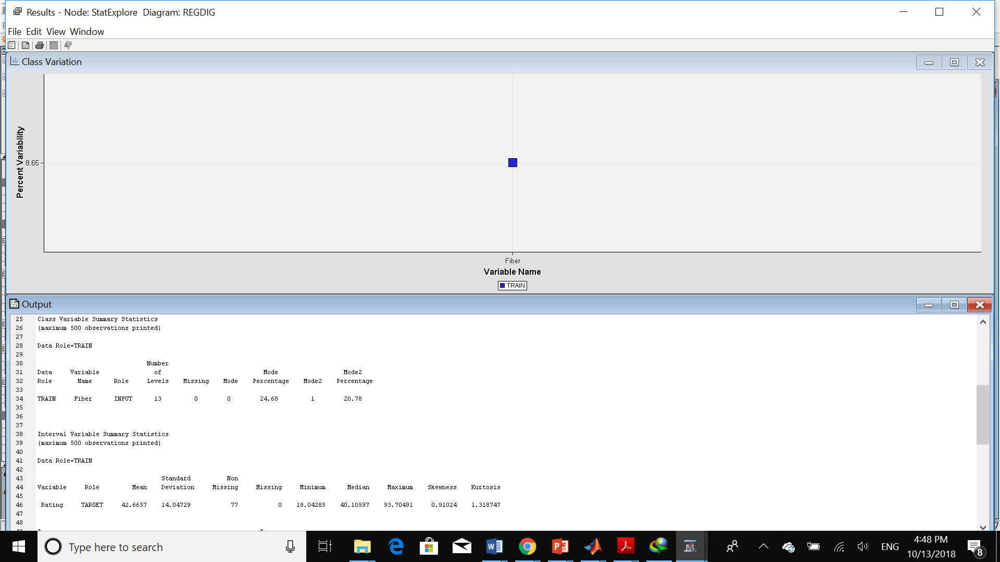 Results - Node: StatExplore  Diagram: REGDIG
File Edit View Window
Class Variation
Percent Variability
8.65
Fiber
Variable Name
TRAIN
Output
25 Class Variable Summary Statistics
26 (maximum 500 observations printed)
27
28 Data Role=TRAIN
29
30 Number
31 Data Variable of Mode Mode2
32 Role Name Role Levels Missing Mode Percentage Mode2 Percentage
33
34 TRAIN Fiber INPUT 13 0 0 24.68 1 20.78
35
36
37
38 Interval Variable Summary Statistics
39 (maximum 500 observations printed)
40
41 Data Role=TRAIN
42
43 Standard Non
44 Variable Role Mean Deviation Missing Missing Minimum Median Maximum Skewness Kurtosis
45
46 Rating TARGET 42.6657 14.04729 77 0 18.04285 40.10597 93.70491 0.91024 1.318747
47
48
Type here to search
ENG
4:48 PM
10/13/2018
8